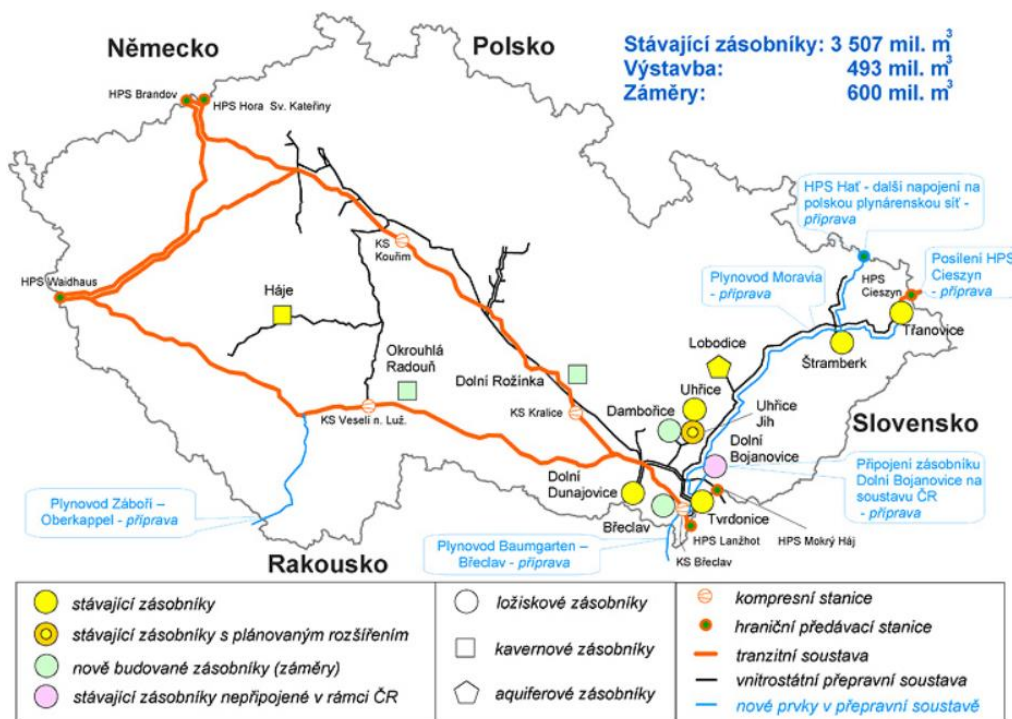 Německo
Polsko
Stávající zásobníky: 3 507 mil. m³
Výstavba: 493 mil. m³
Záměry: 600 mil. m³
HPS Brandov
HPS Hora Sv. Kateřiny
HPS Hať - další napojení na
polskou plynárenskou síť -
příprava
KS
Kouřim
HPS Waidhaus
Plynovod Moravia
- příprava
HPS
Cieszyn
Posílení HPS
Cieszyn
- příprava
Háje
Třanovice
Štramberk
Lobodice
Okrouhlá
Radouň
Dolní Rožínka
Uhřice
KS Veselí n. Luž.
KS Kralice
Dambořice
Uhřice
Jih
Slovensko
Dolní
Bojanovice
Připojení zásobníku
Dolní Bojanovice na
soustavu ČR
- příprava
Dolní
Dunajovice
Plynovod Záboří –
Oberkappel - příprava
Břeclav
Tvrdonice
HPS Lanžhot
HPS Mokrý Háj
Plynovod Baumgarten –
Břeclav - příprava
KS Břeclav
Rakousko
stávající zásobníky
stávající zásobníky s plánovaným rozšířením
nově budované zásobníky (záměry)
stávající zásobníky nepřipojené v rámci ČR
ložiskové zásobníky
kavernové zásobníky
aquiferové zásobníky
kompresní stanice
hraniční předávací stanice
tranzitní soustava
vnitrostátní přepravní soustava
nové prvky v přepravní soustavě